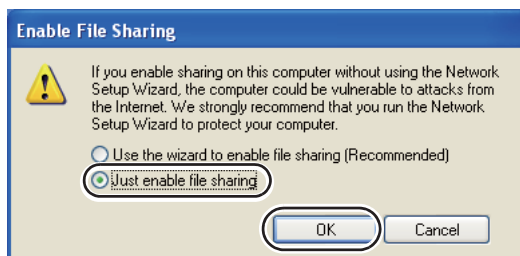 Enable File Sharing
If you enable sharing on this computer without using the Network
Setup Wizard, the computer could be vulnerable to attacks from
the Internet. We strongly recommend that you run the Network
Setup Wizard to protect your computer.
Use the wizard to enable file sharing (Recommended)
Just enable file sharing
OK Cancel